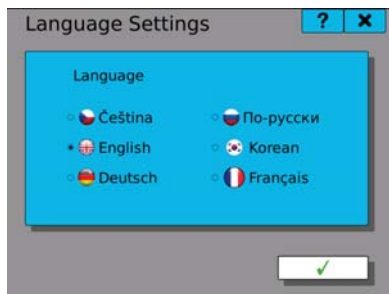 Language Settings ? ×
Language
Čeština По-русски
English Korean
Deutsch Français